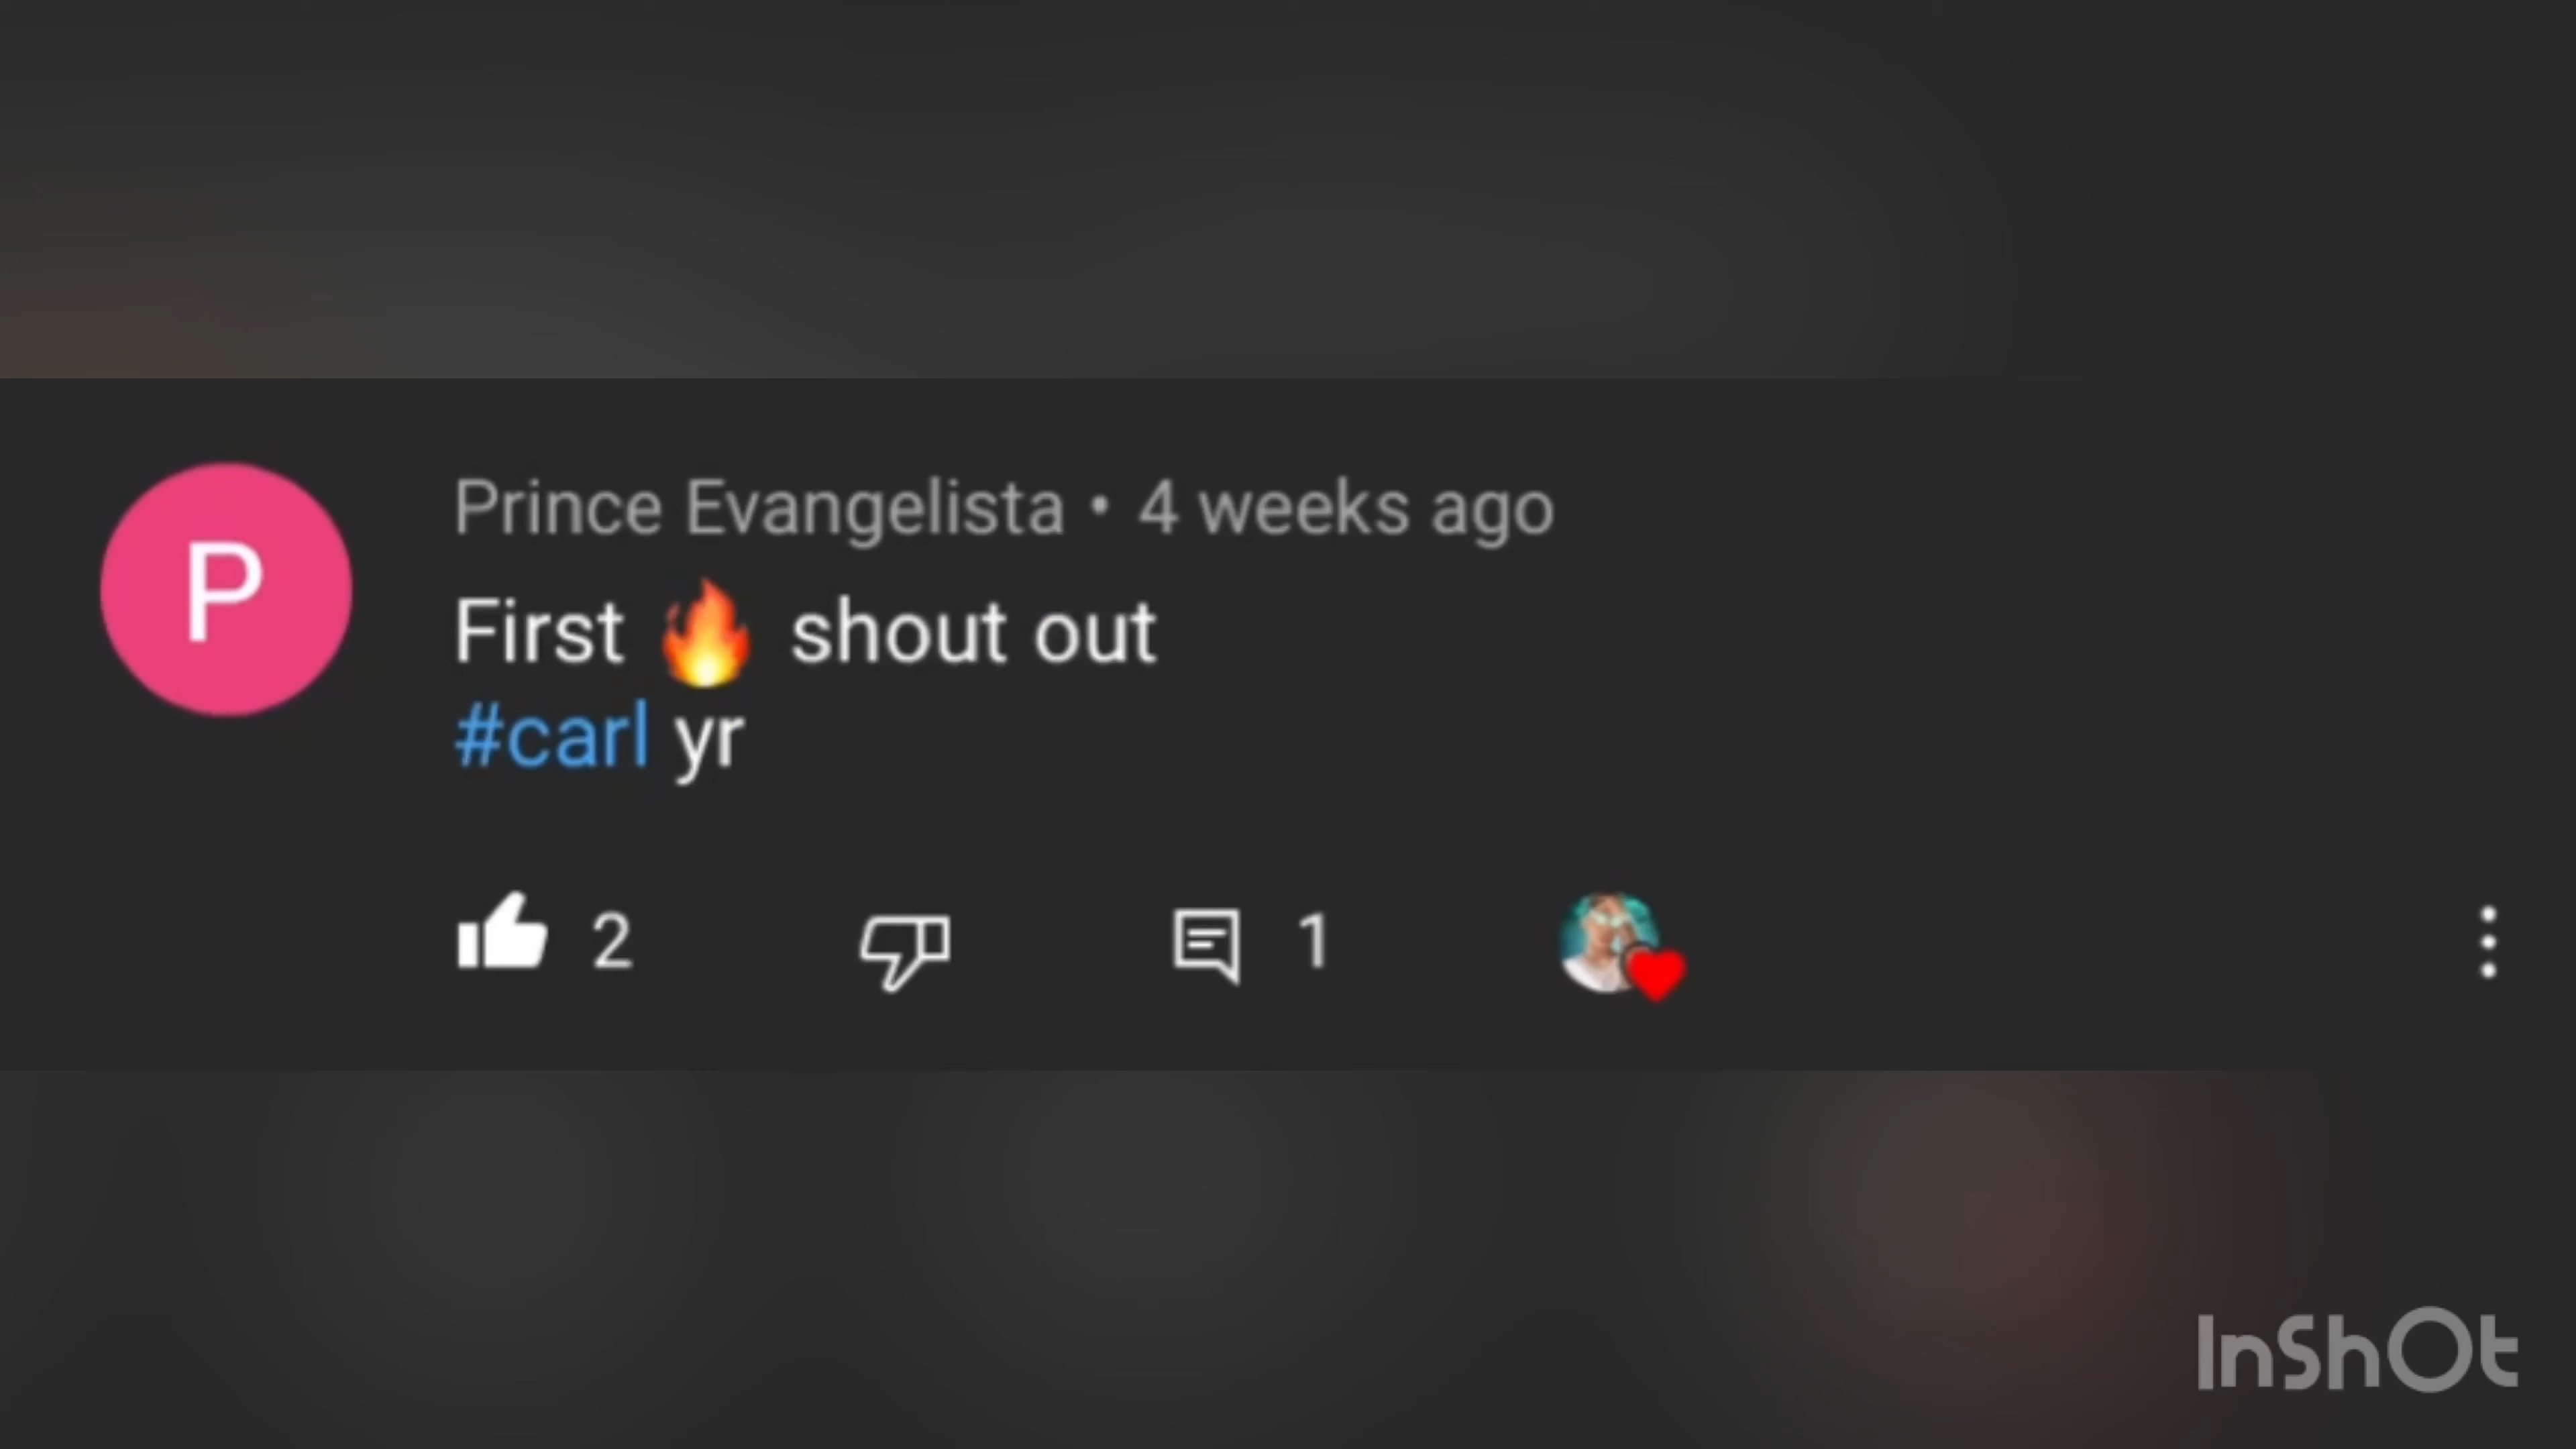 P
Prince Evangelista • 4 weeks ago
First 🔥 shout out
#carl yr
2
1
InShOt